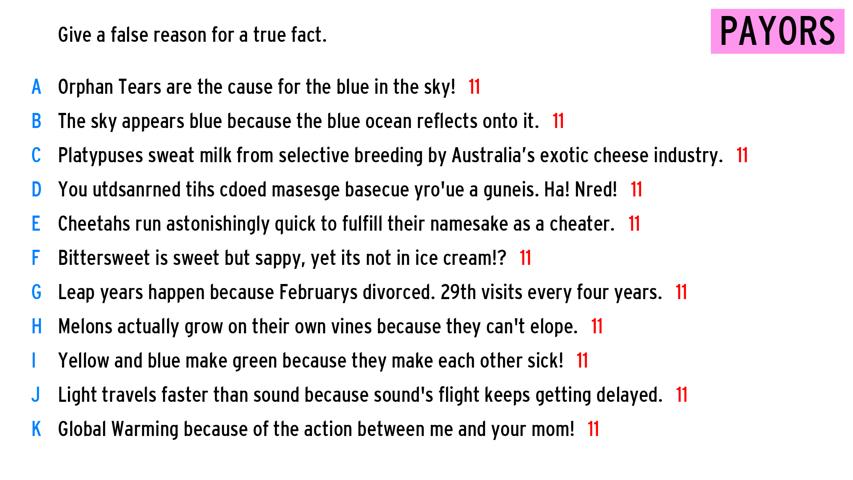 Give a false reason for a true fact.
PAYORS
A Orphan Tears are the cause for the blue in the sky! 11
B The sky appears blue because the blue ocean reflects onto it. 11
C Platypuses sweat milk from selective breeding by Australia's exotic cheese industry. 11
D You utdsanrned tihs cdoed masesge basecue yro'ue a guneis. Ha! Nred! 11
E Cheetahs run astonishingly quick to fulfill their namesake as a cheater. 11
F Bittersweet is sweet but sappy, yet its not in ice cream!? 11
G Leap years happen because Februarys divorced. 29th visits every four years. 11
H Melons actually grow on their own vines because they can't elope. 11
I Yellow and blue make green because they make each other sick! 11
J Light travels faster than sound because sound's flight keeps getting delayed. 11
K Global Warming because of the action between me and your mom! 11